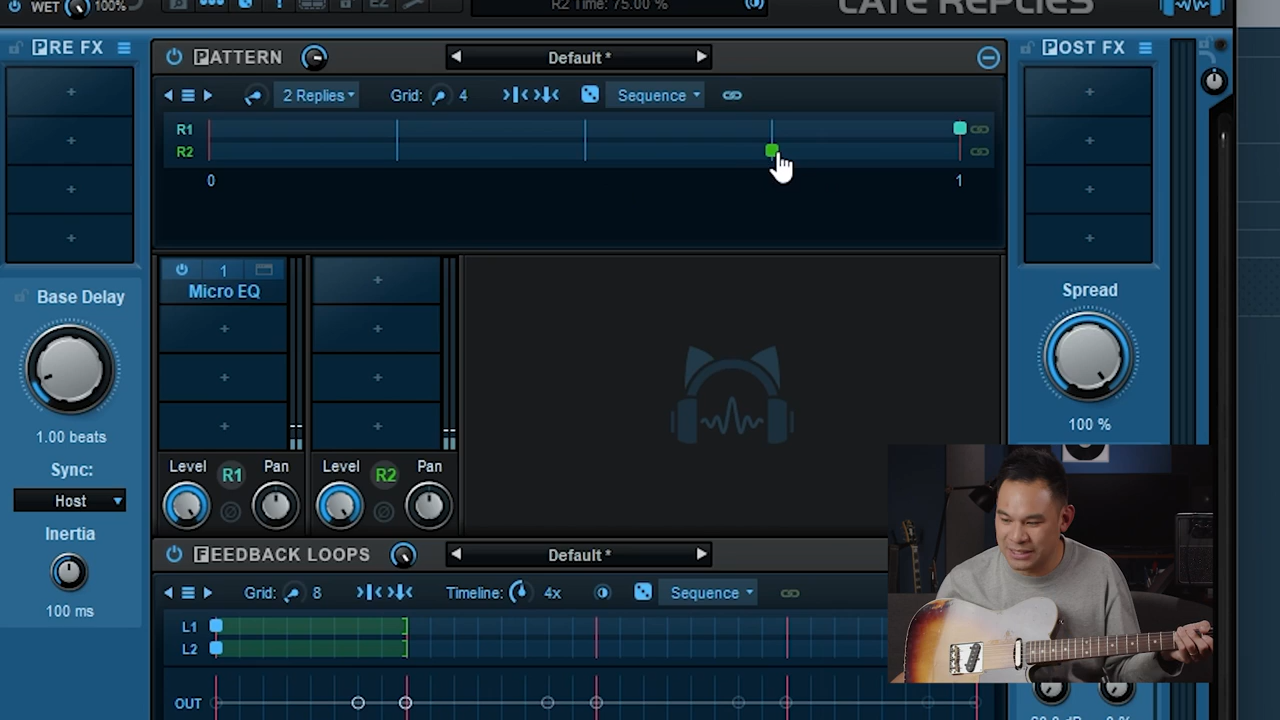 WET 100%
R2 Time: 75.00 %
LATE REPLIES
PRE FX
PATTERN
Default *
POST FX
2 Replies
Grid: 4
Sequence
R1
R2
0
1
1
Micro EQ
Base Delay
1.00 beats
Sync:
Host
Inertia
100 ms
Level R1 Pan
Level R2 Pan
Spread
100 %
FEEDBACK LOOPS
Default *
Grid: 8
Timeline: 4x
Sequence
L1
L2
OUT